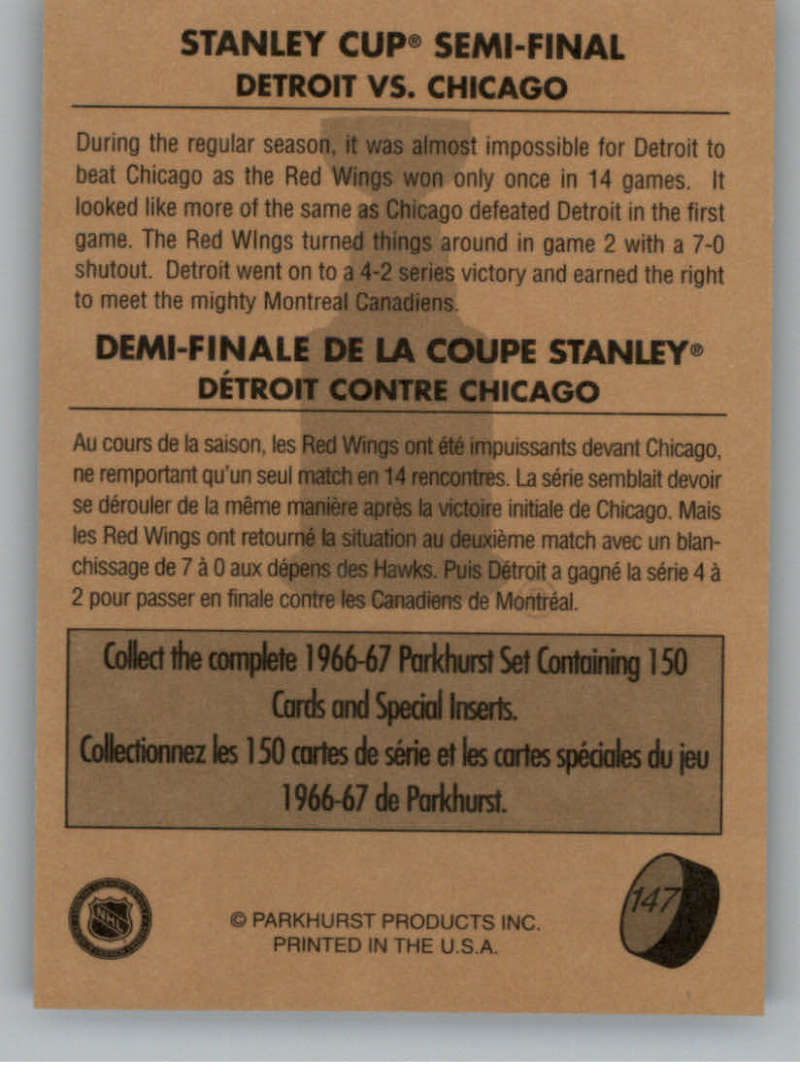 STANLEY CUP® SEMI-FINAL
DETROIT VS. CHICAGO
During the regular season, it was almost impossible for Detroit to
beat Chicago as the Red Wings won only once in 14 games. It
looked like more of the same as Chicago defeated Detroit in the first
game. The Red WIngs turned things around in game 2 with a 7-0
shutout. Detroit went on to a 4-2 series victory and earned the right
to meet the mighty Montreal Canadiens.
DEMI-FINALE DE LA COUPE STANLEY®
DÉTROIT CONTRE CHICAGO
Au cours de la saison, les Red Wings ont été impuissants devant Chicago,
ne remportant qu'un seul match en 14 rencontres. La série semblait devoir
se dérouler de la même manière après la victoire initiale de Chicago. Mais
les Red Wings ont retourné la situation au deuxième match avec un blan-
chissage de 7 à 0 aux dépens des Hawks. Puis Détroit a gagné la série 4 à
2 pour passer en finale contre les Canadiens de Montréal.
Collect the complete 1966-67 Parkhurst Set Containing 150
Cards and Special Inserts.
Collectionnez les 150 cartes de série et les cartes spéciales du jeu
1966-67 de Parkhurst.
NHL
© PARKHURST PRODUCTS INC.
PRINTED IN THE U.S.A.
147